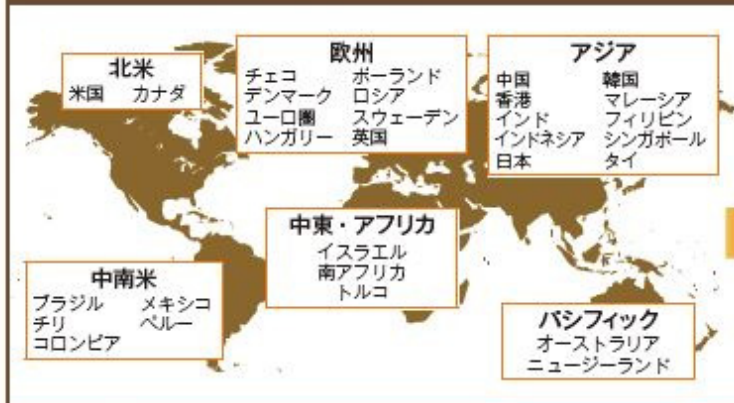 北米
米国 カナダ
欧州
チェコ ポーランド
デンマーク ロシア
ユーロ圏 スウェーデン
ハンガリー 英国
アジア
中国 韓国
香港 マレーシア
インド フィリピン
インドネシア シンガポール
日本 タイ
中東・アフリカ
イスラエル
南アフリカ
トルコ
中南米
ブラジル メキシコ
チリ ペルー
コロンビア
パシフィック
オーストラリア
ニュージーランド